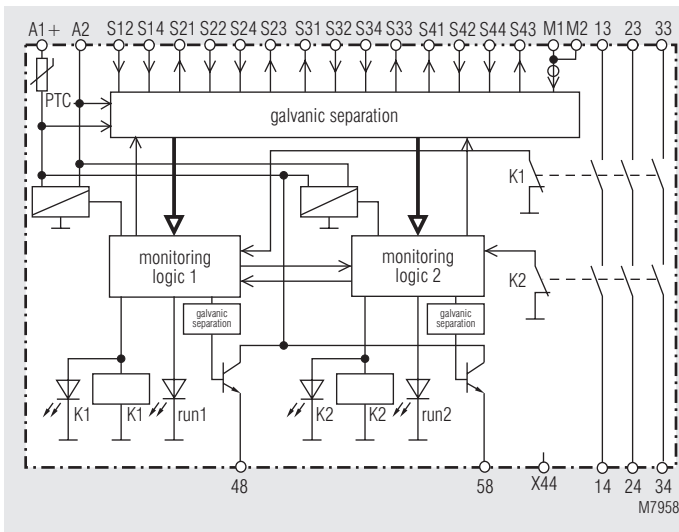 A1+ A2 S12 S14 S21 S22 S24 S23 S31 S32 S34 S33 S41 S42 S44 S43 M1 M2 13 23 33
PTC
galvanic separation
K1
monitoring
logic 1
monitoring
logic 2
K2
galvanic
separation
galvanic
separation
K1 K1 run1 K2 K2 run2
48 58 X44 14 24 34
M7958